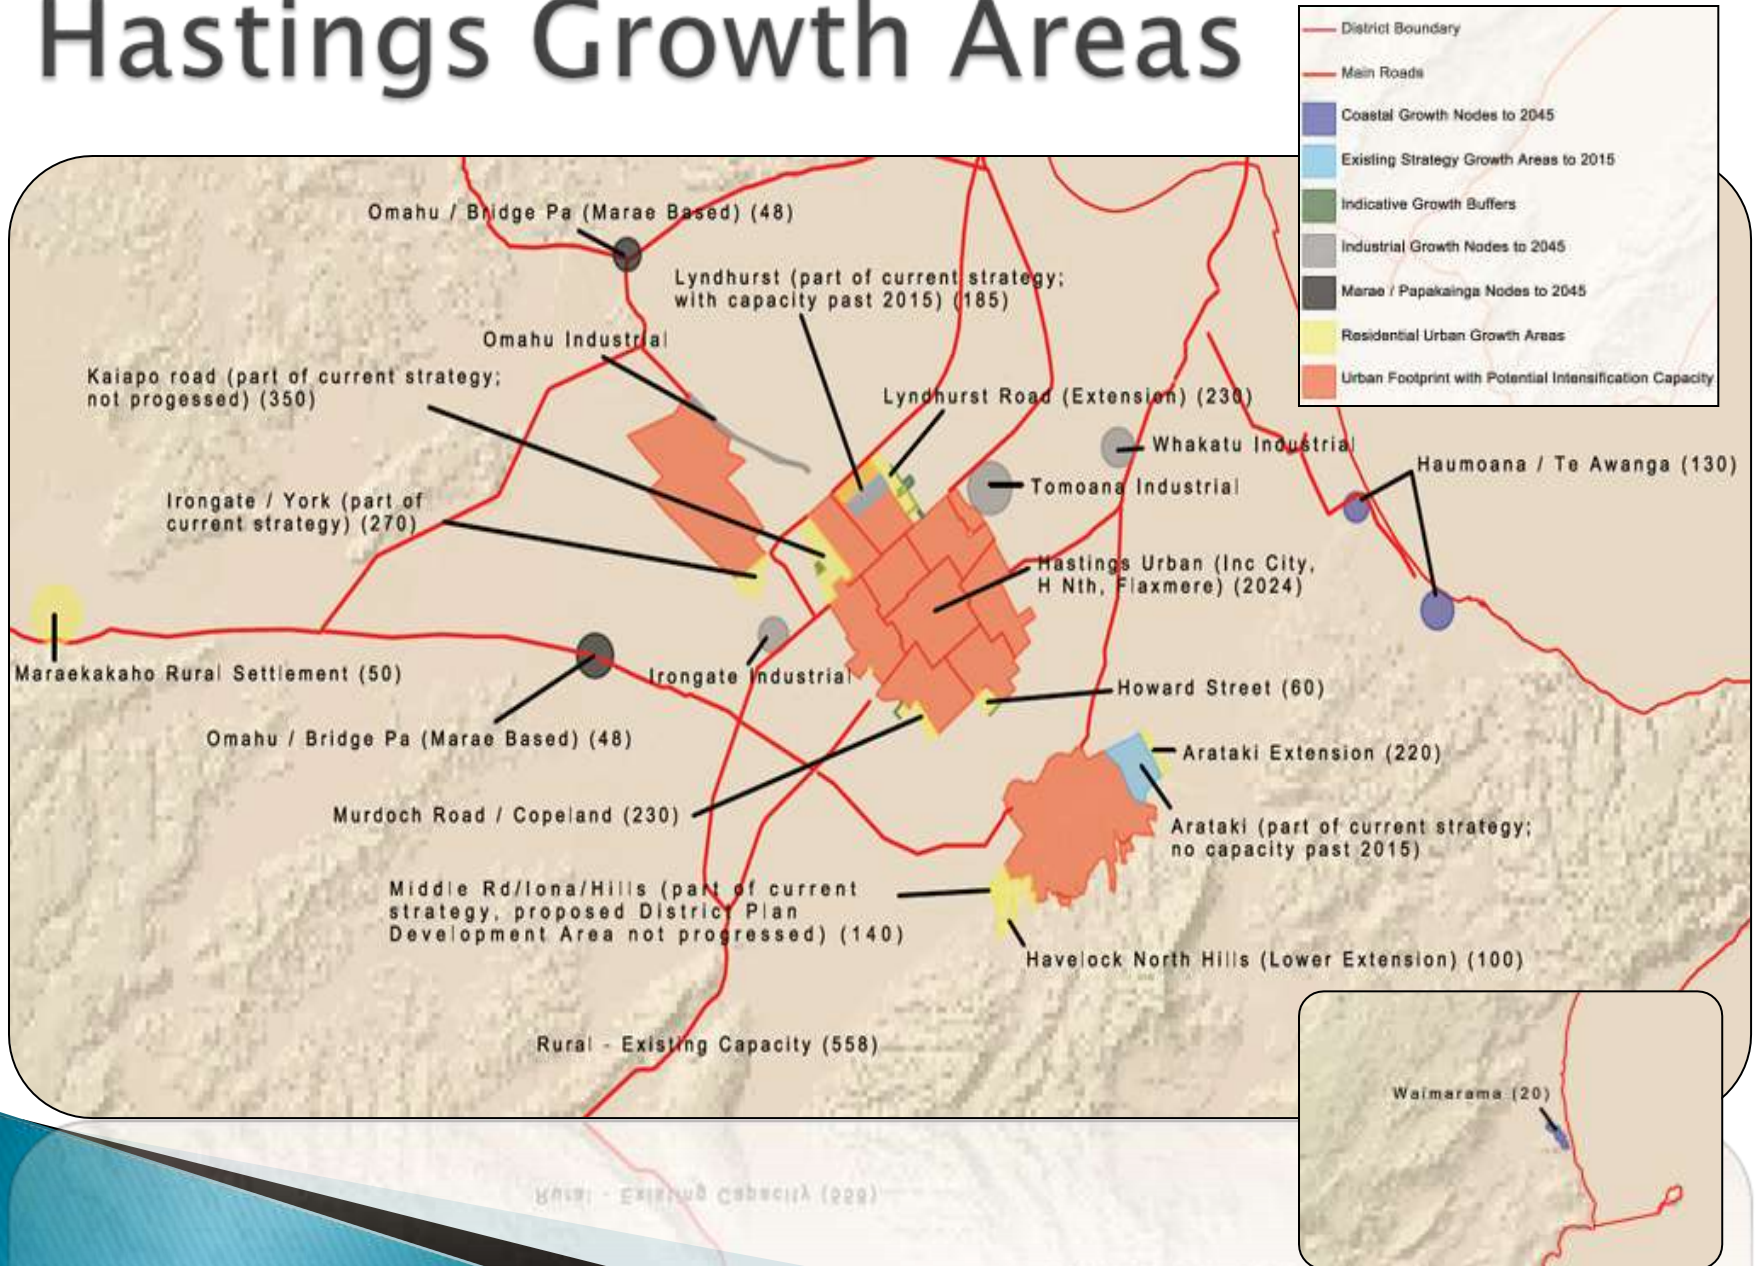 Hastings Growth Areas
District Boundary
Main Roads
Coastal Growth Nodes to 2045
Existing Strategy Growth Areas to 2015
Indicative Growth Buffers
Industrial Growth Nodes to 2045
Marae / Papakainga Nodes to 2045
Residential Urban Growth Areas
Urban Footprint with Potential Intensification Capacity
Omahu / Bridge Pa (Marae Based) (48)
Lyndhurst (part of current strategy;
with capacity past 2015) (185)
Omahu Industrial
Kaiapo road (part of current strategy;
not progessed) (350)
Lyndhurst Road (Extension) (230)
Whakatu Industrial
Haumoana / Te Awanga (130)
Tomoana Industrial
Irongate / York (part of
current strategy) (270)
Hastings Urban (Inc City,
H Nth, Flaxmere) (2024)
Maraekakaho Rural Settlement (50)
Irongate Industrial
Howard Street (60)
Omahu / Bridge Pa (Marae Based) (48)
Arataki Extension (220)
Murdoch Road / Copeland (230)
Arataki (part of current strategy;
no capacity past 2015)
Middle Rd/Iona/Hills (part of current
strategy, proposed District Plan
Development Area not progressed) (140)
Havelock North Hills (Lower Extension) (100)
Rural - Existing Capacity (558)
Waimarama (20)